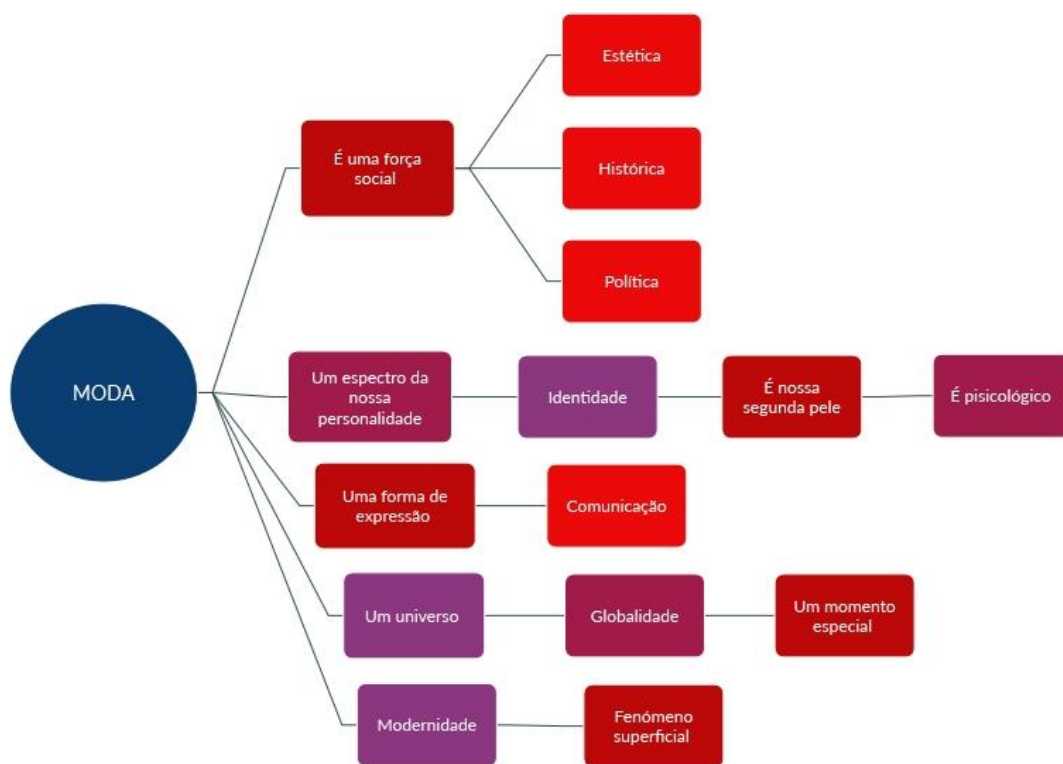 MODA
É uma força
social
Estética
Histórica
Política
Um espectro da
nossa
personalidade
Identidade
É nossa
segunda pele
É pisicológico
Uma forma de
expressão
Comunicação
Um universo
Globalidade
Um momento
especial
Modernidade
Fenómeno
superficial